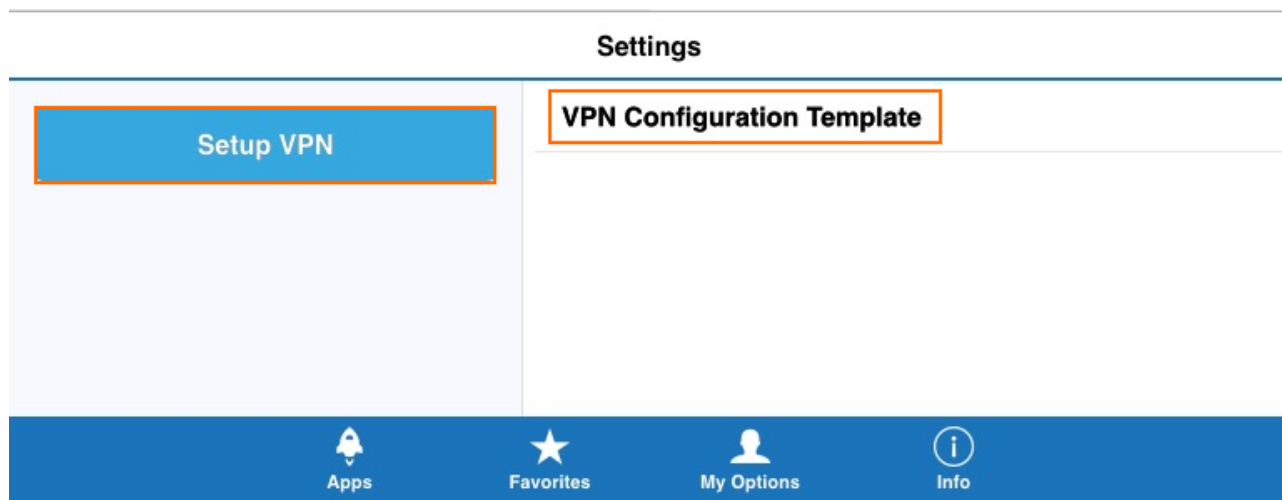 Settings
Setup VPN
VPN Configuration Template
Apps
Favorites
My Options
Info